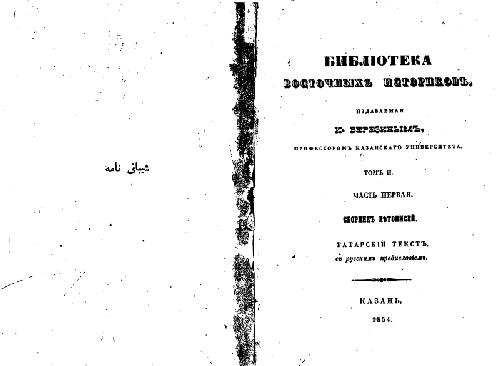 شیبانی نامه
БИБЛІОТЕКА
ВОСТОЧНЫХЪ ИСТОРИКОВЪ,
ИЗДАВАЕМАЯ
И. БЕРЕЗИНЫМЪ,
ПРОФЕССОРОМЪ КАЗАНСКАГО УНИВЕРСИТЕТА.
ТОМЪ II.
ЧАСТЬ ПЕРВАЯ.
СБОРНИКЪ ЛѢТОПИСЕЙ.
ТАТАРСКІЙ ТЕКСТЪ,
съ русскимъ предисловіемъ.
КАЗАНЬ,
1854.